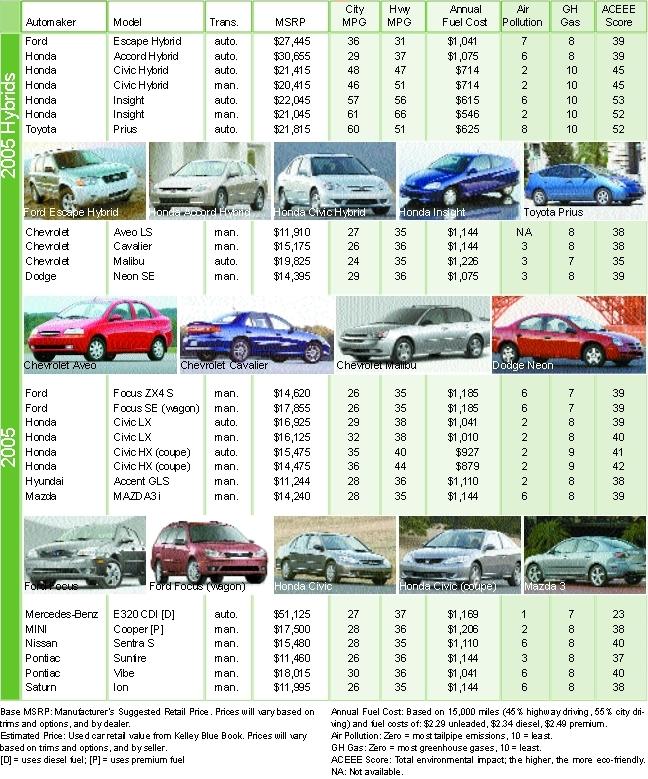 Automaker Model Trans. MSRP City MPG Hwy MPG Annual Fuel Cost Air Pollution GH Gas ACEEE Score
2005 Hybrids
Ford Escape Hybrid auto. $27,445 36 31 $1,041 7 8 39
Honda Accord Hybrid auto. $30,655 29 37 $1,075 6 8 39
Honda Civic Hybrid auto. $21,415 48 47 $714 2 10 45
Honda Civic Hybrid man. $20,415 46 51 $714 2 10 45
Honda Insight auto. $22,045 57 56 $615 6 10 53
Honda Insight man. $21,045 61 66 $546 2 10 52
Toyota Prius auto. $21,815 60 51 $625 8 10 52
Ford Escape Hybrid Honda Accord Hybrid Honda Civic Hybrid Honda Insight Toyota Prius
2005
Chevrolet Aveo LS man. $11,910 27 35 $1,144 NA 8 38
Chevrolet Cavalier man. $15,175 26 36 $1,144 3 8 38
Chevrolet Malibu auto. $19,825 24 35 $1,226 3 7 35
Dodge Neon SE man. $14,395 29 36 $1,075 3 8 39
Chevrolet Aveo Chevrolet Cavalier Chevrolet Malibu Dodge Neon
Ford Focus ZX4 S man. $14,620 26 35 $1,185 6 7 39
Ford Focus SE (wagon) man. $17,855 26 35 $1,185 6 7 39
Honda Civic LX auto. $16,925 29 38 $1,041 2 8 39
Honda Civic LX man. $16,125 32 38 $1,010 2 8 40
Honda Civic HX (coupe) auto. $15,475 35 40 $927 2 9 41
Honda Civic HX (coupe) man. $14,475 36 44 $879 2 9 42
Hyundai Accent GLS man. $11,244 28 36 $1,110 2 8 38
Mazda MAZDA3 i man. $14,240 28 35 $1,144 6 8 39
Ford Focus Ford Focus (wagon) Honda Civic Honda Civic (coupe) Mazda 3
Mercedes-Benz E320 CDI [D] auto. $51,125 27 37 $1,169 1 7 23
MINI Cooper [P] man. $17,500 28 36 $1,206 2 8 38
Nissan Sentra S man. $15,480 28 35 $1,110 6 8 40
Pontiac Sunfire man. $11,460 26 36 $1,144 3 8 37
Pontiac Vibe man. $18,015 30 36 $1,041 6 8 40
Saturn Ion man. $11,995 26 35 $1,144 6 8 38
Base MSRP: Manufacturer's Suggested Retail Price. Prices will vary based on
trims and options, and by dealer.
Estimated Price: Used car retail value from Kelley Blue Book. Prices will
vary based on trims and options, and by seller.
[D] = uses diesel fuel; [P] = uses premium fuel
Annual Fuel Cost: Based on 15,000 miles (45% highway driving, 55% city dri-
ving) and fuel costs of: $2.29 unleaded, $2.34 diesel, $2.49 premium.
Air Pollution: Zero = most tailpipe emissions, 10 = least.
GH Gas: Zero = most greenhouse gases, 10 = least.
ACEEE Score: Total environmental impact; the higher, the more eco-friendly.
NA: Not available.